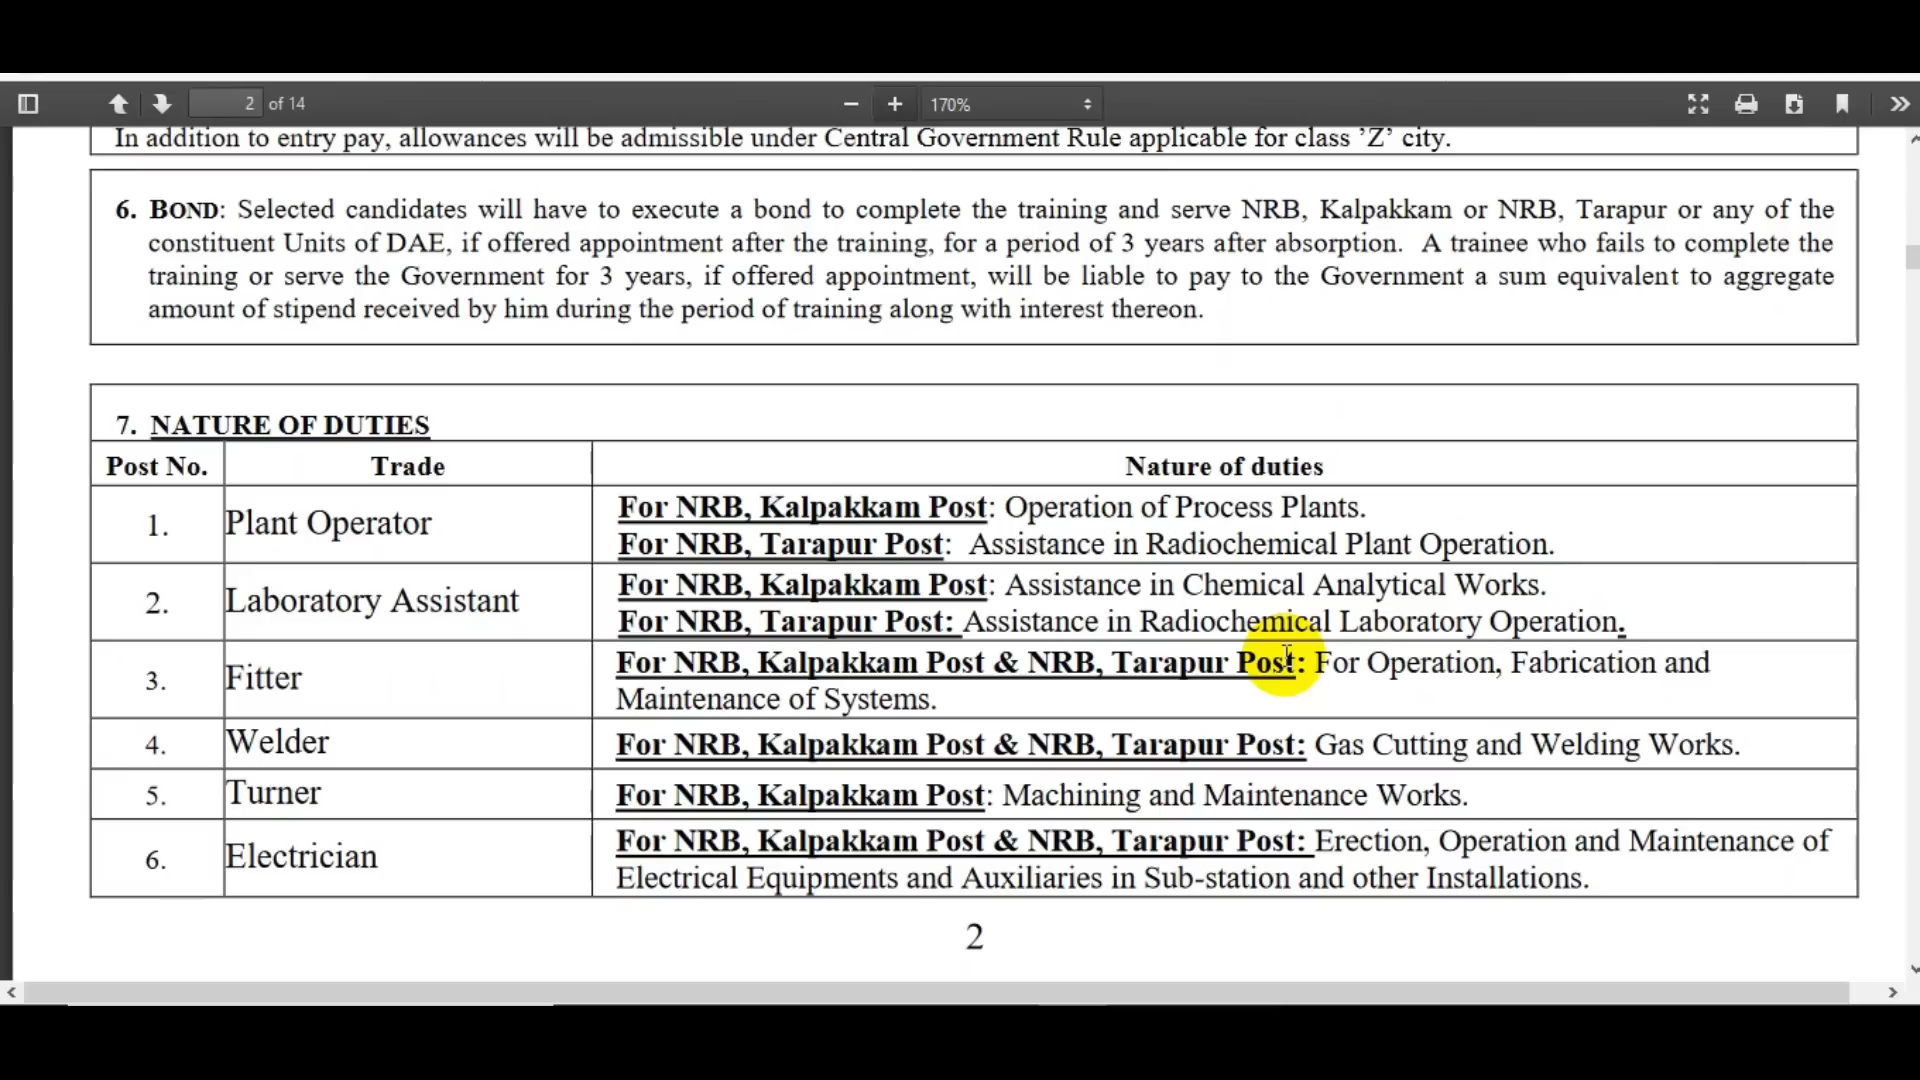 2 of 14
170%
In addition to entry pay, allowances will be admissible under Central Government Rule applicable for class ’Z’ city.
6. BOND: Selected candidates will have to execute a bond to complete the training and serve NRB, Kalpakkam or NRB, Tarapur or any of the
constituent Units of DAE, if offered appointment after the training, for a period of 3 years after absorption. A trainee who fails to complete the
training or serve the Government for 3 years, if offered appointment, will be liable to pay to the Government a sum equivalent to aggregate
amount of stipend received by him during the period of training along with interest thereon.
7. NATURE OF DUTIES
Post No. Trade Nature of duties
1. Plant Operator For NRB, Kalpakkam Post: Operation of Process Plants.
For NRB, Tarapur Post: Assistance in Radiochemical Plant Operation.
2. Laboratory Assistant For NRB, Kalpakkam Post: Assistance in Chemical Analytical Works.
For NRB, Tarapur Post: Assistance in Radiochemical Laboratory Operation.
3. Fitter For NRB, Kalpakkam Post & NRB, Tarapur Post: For Operation, Fabrication and
Maintenance of Systems.
4. Welder For NRB, Kalpakkam Post & NRB, Tarapur Post: Gas Cutting and Welding Works.
5. Turner For NRB, Kalpakkam Post: Machining and Maintenance Works.
6. Electrician For NRB, Kalpakkam Post & NRB, Tarapur Post: Erection, Operation and Maintenance of
Electrical Equipments and Auxiliaries in Sub-station and other Installations.
2